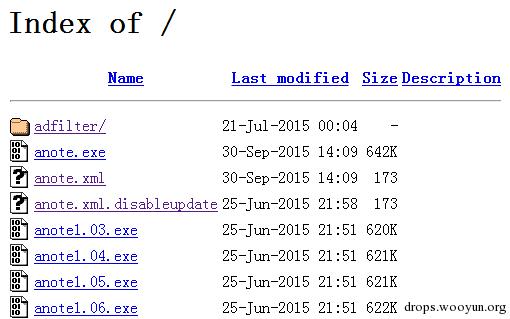 Index of /
Name Last modified Size Description
adfilter/ 21-Jul-2015 00:04 -
anote.exe 30-Sep-2015 14:09 642K
anote.xml 30-Sep-2015 14:09 173
anote.xml.disableupdate 25-Jun-2015 21:58 173
anote1.03.exe 25-Jun-2015 21:51 620K
anote1.04.exe 25-Jun-2015 21:51 621K
anote1.05.exe 25-Jun-2015 21:51 621K
anote1.06.exe 25-Jun-2015 21:51 622K drops.wooyun.org